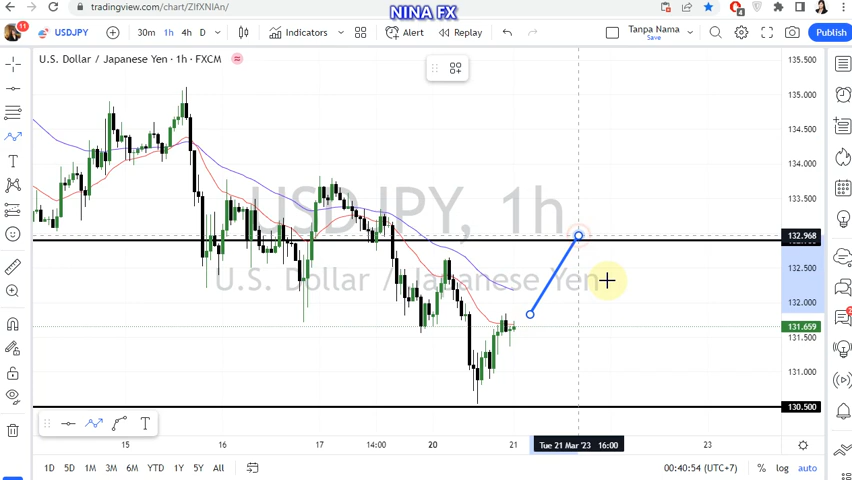 tradingview.com/chart/ZIfXNIAn/
NINA FX
11
USDJPY
30m 1h 4h D
Indicators
Alert
Replay
Tanpa Nama
Save
Publish
U.S. Dollar / Japanese Yen · 1h · FXCM
USDJPY, 1h
U.S. Dollar / Japanese Yen
135.500
135.000
134.500
134.000
133.500
132.968
132.500
132.000
131.659
131.500
131.000
130.500
15 16 17 14:00 20 21 23
Tue 21 Mar '23 16:00
1D 5D 1M 3M 6M YTD 1Y 5Y All
00:40:54 (UTC+7)
% log auto